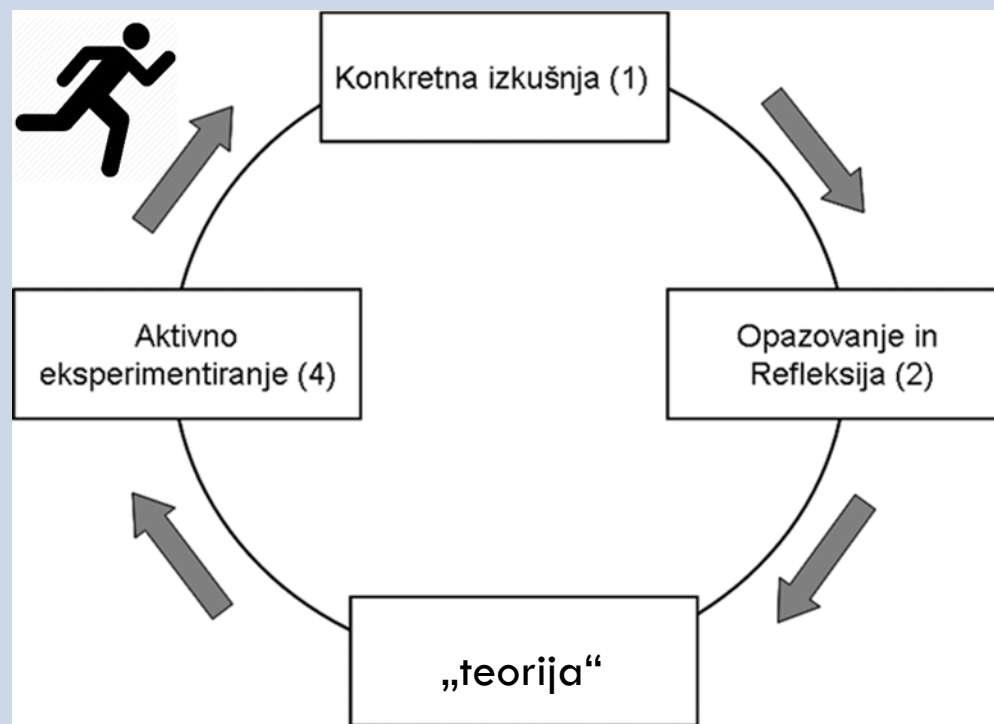 Konkretna izkušnja (1)
Opazovanje in
Refleksija (2)
„teorija“
Aktivno
eksperimentiranje (4)